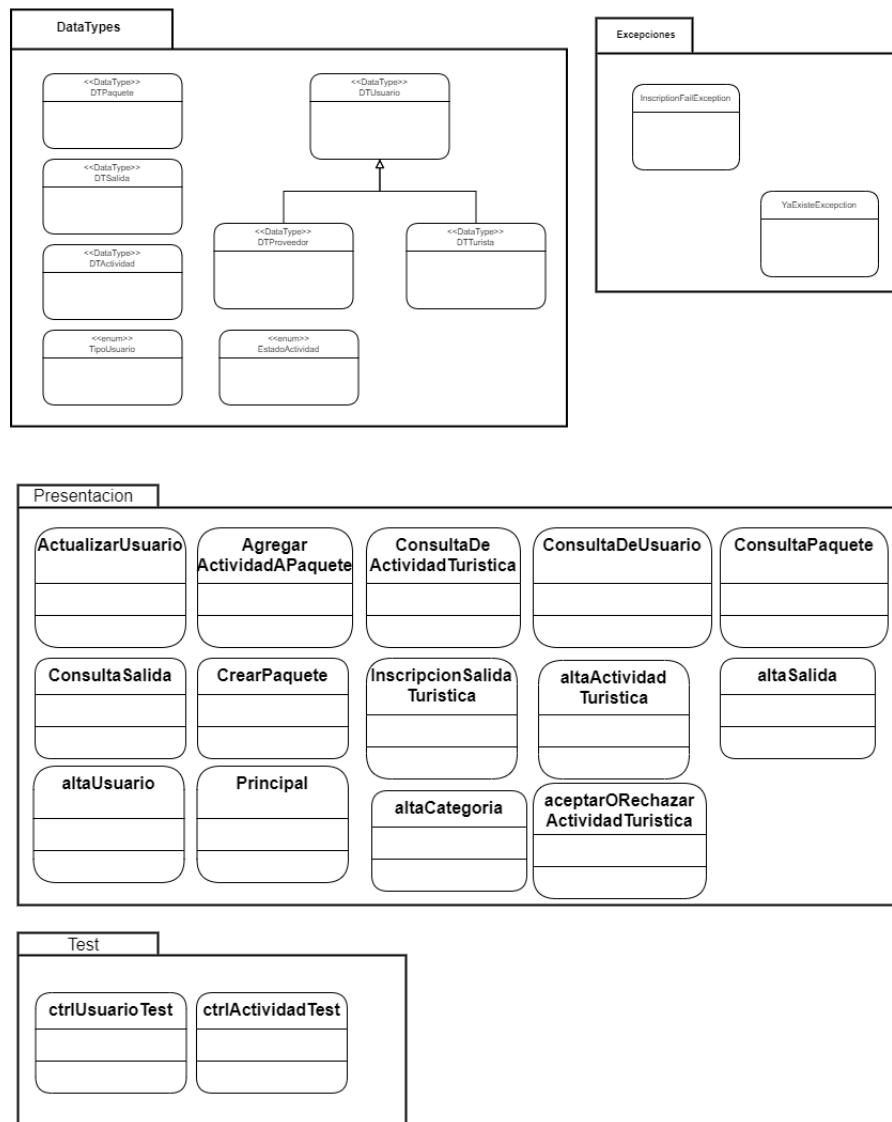 DataTypes
<<DataType>>
DTPaquete
<<DataType>>
DTUsuario
<<DataType>>
DTSalida
<<DataType>>
DTProveedor
<<DataType>>
DTTurista
<<DataType>>
DTActividad
<<enum>>
TipoUsuario
<<enum>>
EstadoActividad
Excepciones
InscriptionFailException
YaExisteExcepction
Presentacion
ActualizarUsuario
Agregar
ActividadAPaquete
ConsultaDe
ActividadTuristica
ConsultaDeUsuario
ConsultaPaquete
ConsultaSalida
CrearPaquete
InscripcionSalida
Turistica
altaActividad
Turistica
altaSalida
altaUsuario
Principal
altaCategoria
aceptarORechazar
ActividadTuristica
Test
ctrlUsuarioTest
ctrlActividadTest